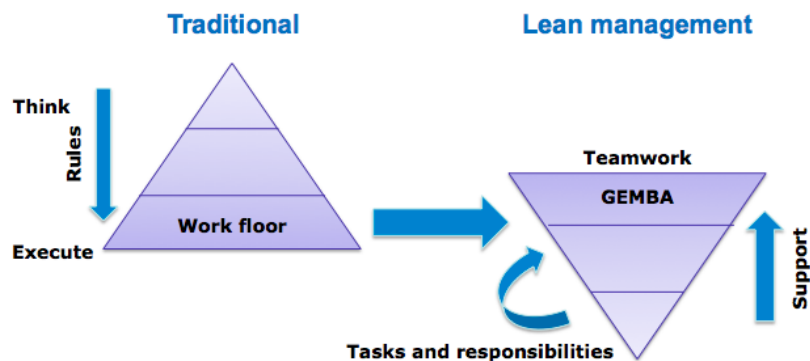 Traditional
Lean management
Think
Rules
Work floor
Execute
Teamwork
GEMBA
Support
Tasks and responsibilities